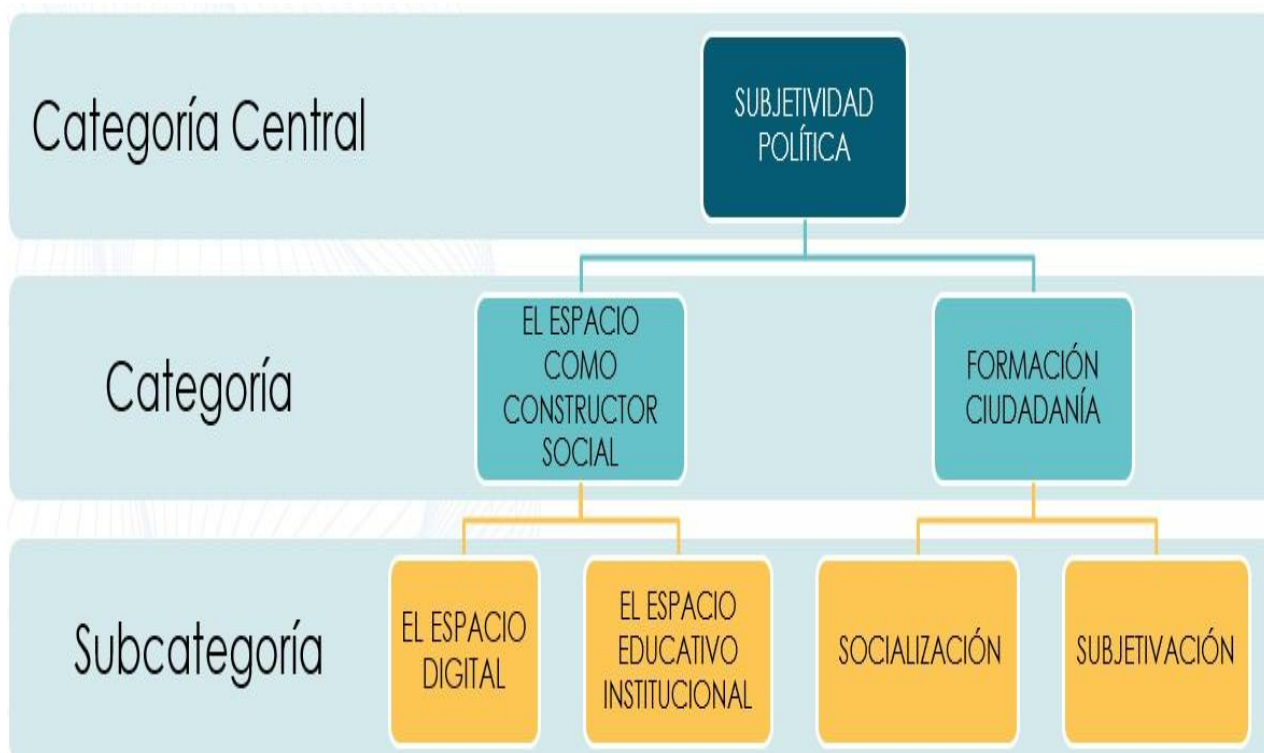 Categoría Central
SUBJETIVIDAD
POLÍTICA
Categoría
EL ESPACIO
COMO
CONSTRUCTOR
SOCIAL
FORMACIÓN
CIUDADANÍA
Subcategoría
EL ESPACIO
DIGITAL
EL ESPACIO
EDUCATIVO
INSTITUCIONAL
SOCIALIZACIÓN
SUBJETIVACIÓN